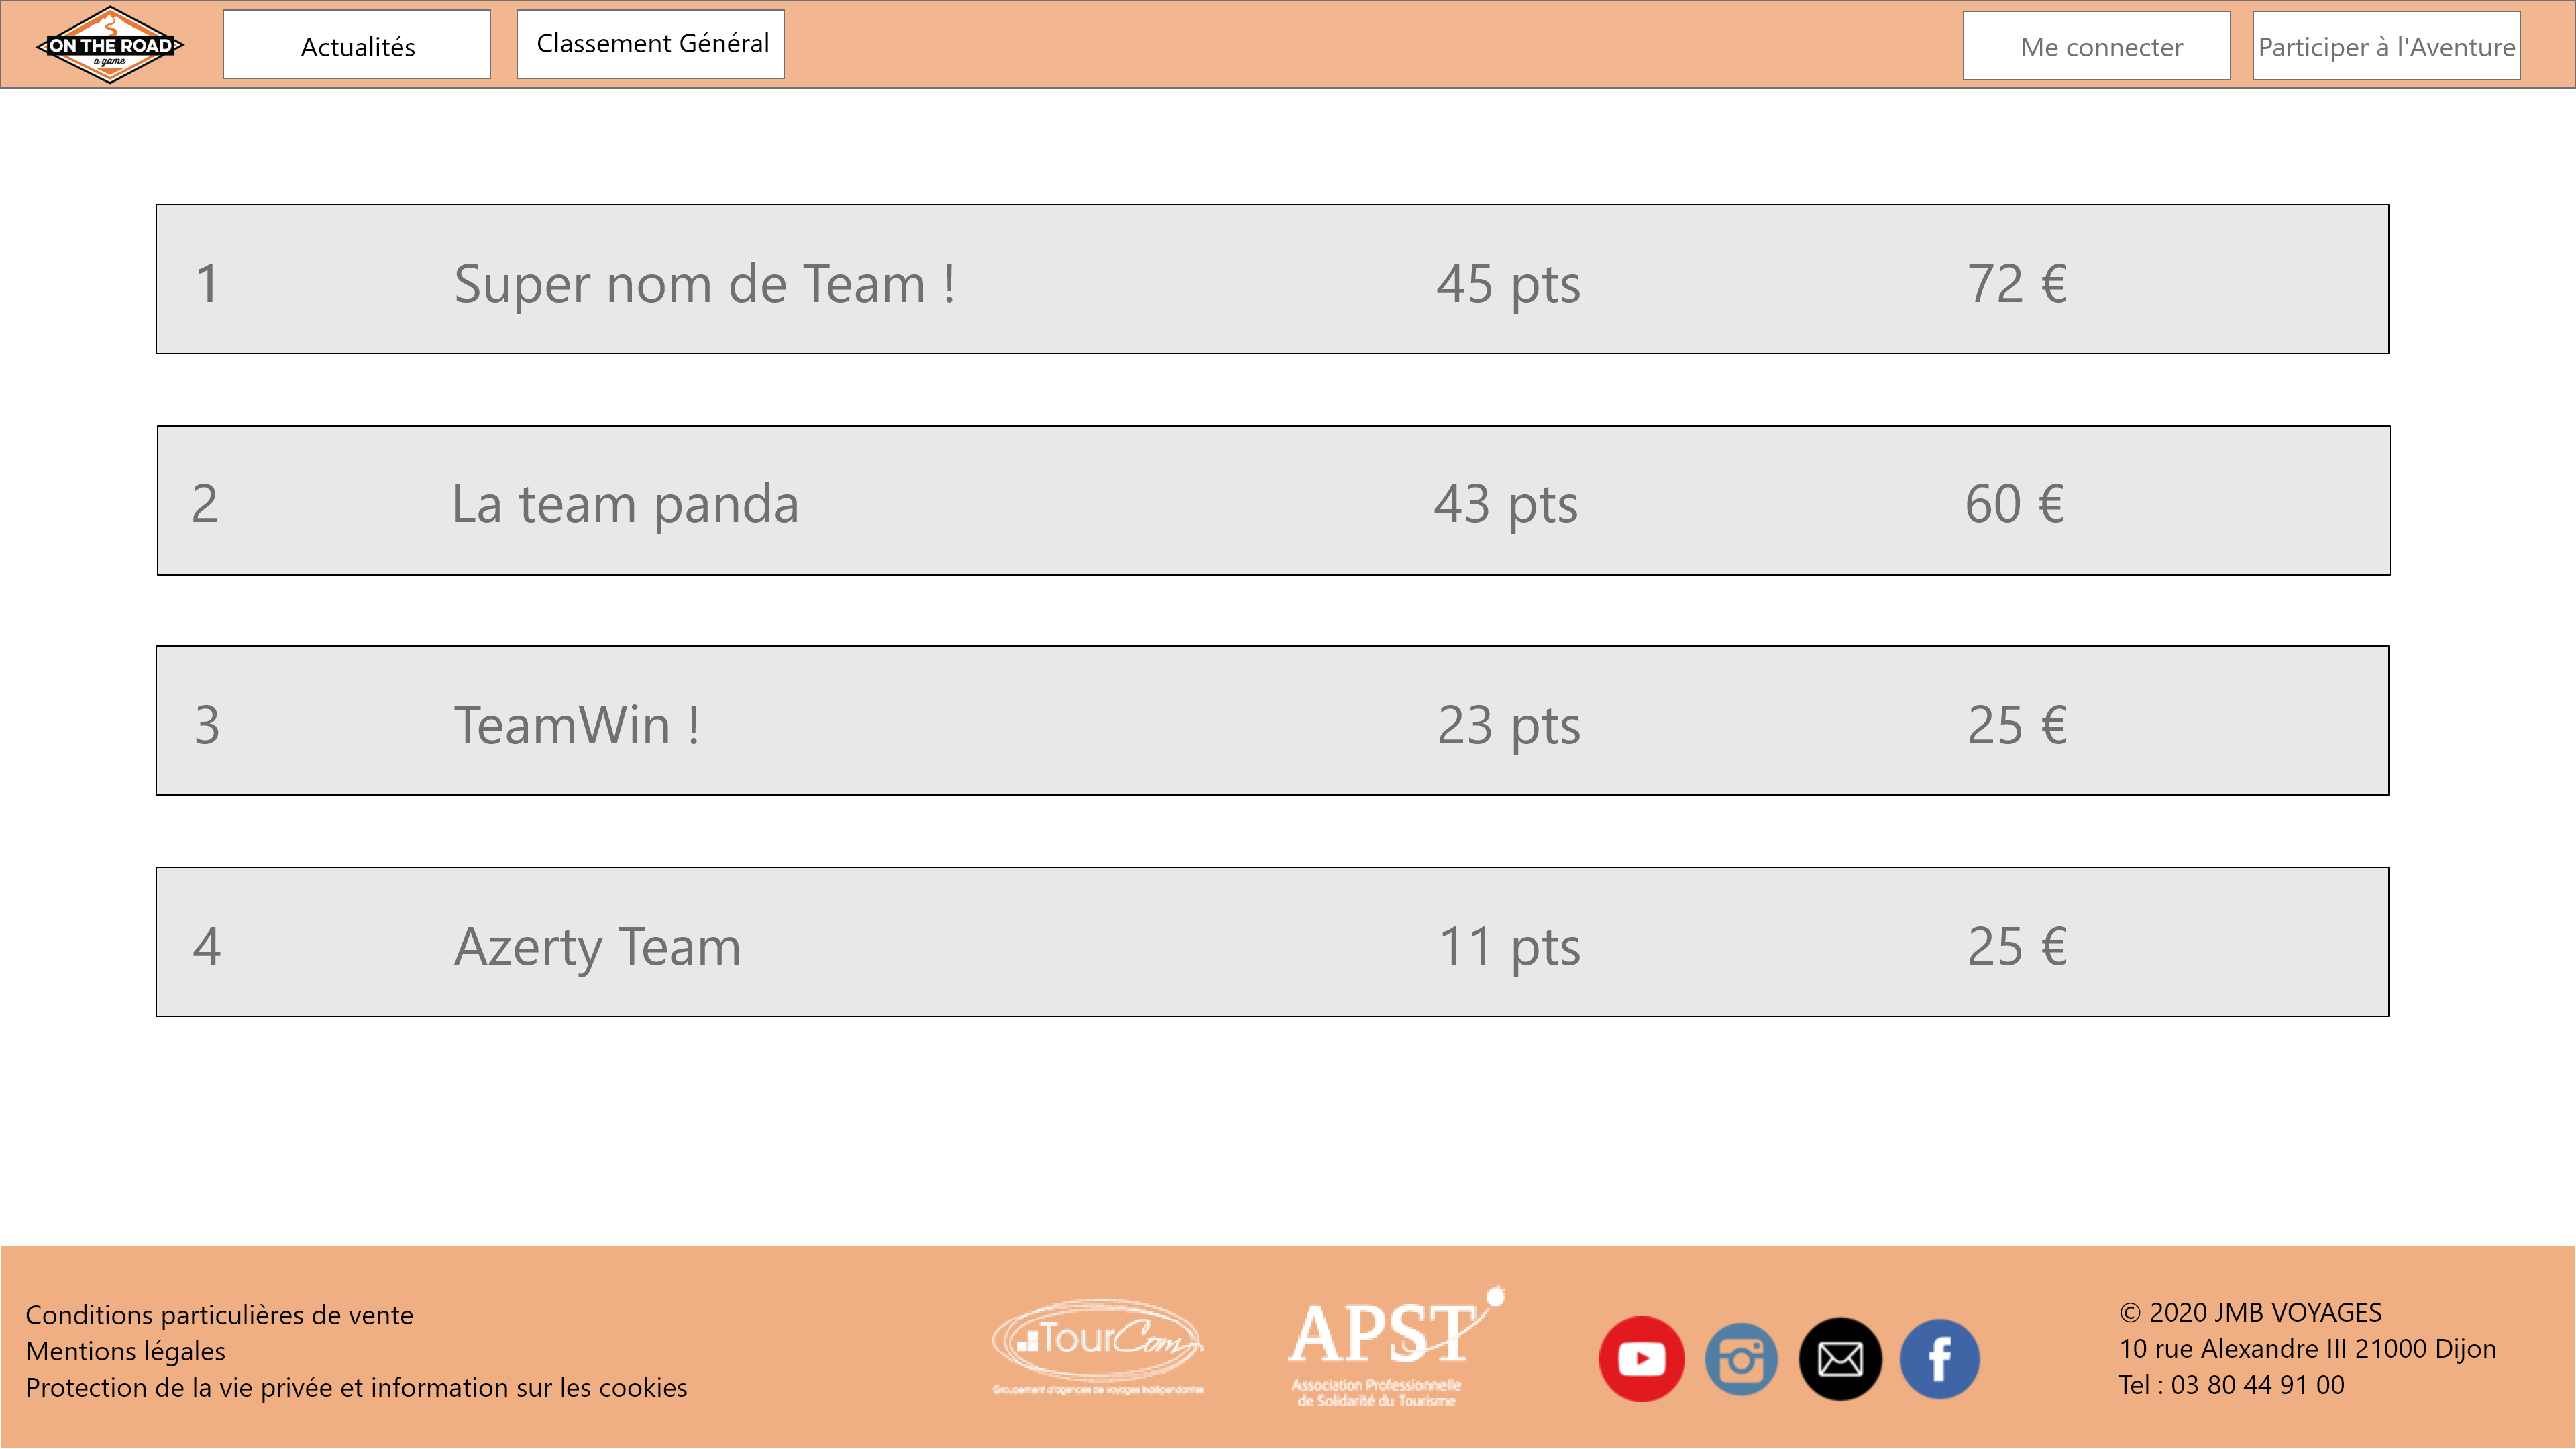 ON THE ROAD
a game
Actualités
Classement Général
Me connecter
Participer à l'Aventure
1 Super nom de Team ! 45 pts 72 €
2 La team panda 43 pts 60 €
3 TeamWin ! 23 pts 25 €
4 Azerty Team 11 pts 25 €
Conditions particulières de vente
Mentions légales
Protection de la vie privée et information sur les cookies
TourCom
Groupement d'agences de voyages indépendantes
APST
Association Professionnelle
de Solidarité du Tourisme
f
© 2020 JMB VOYAGES
10 rue Alexandre III 21000 Dijon
Tel : 03 80 44 91 00